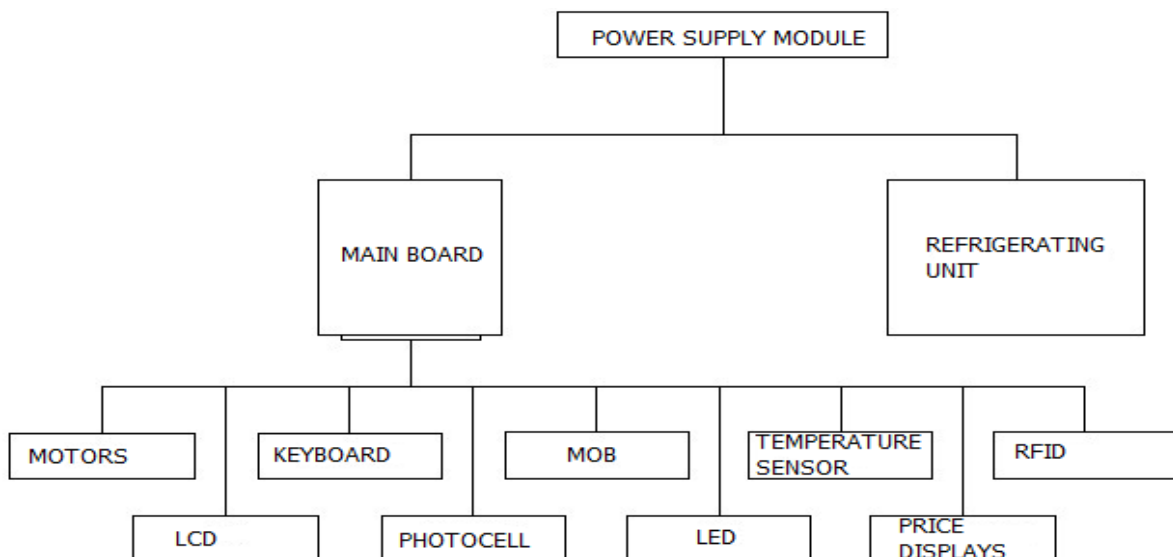 POWER SUPPLY MODULE
MAIN BOARD
REFRIGERATING
UNIT
MOTORS
KEYBOARD
MOB
TEMPERATURE
SENSOR
RFID
LCD
PHOTOCELL
LED
PRICE
DISPLAYS